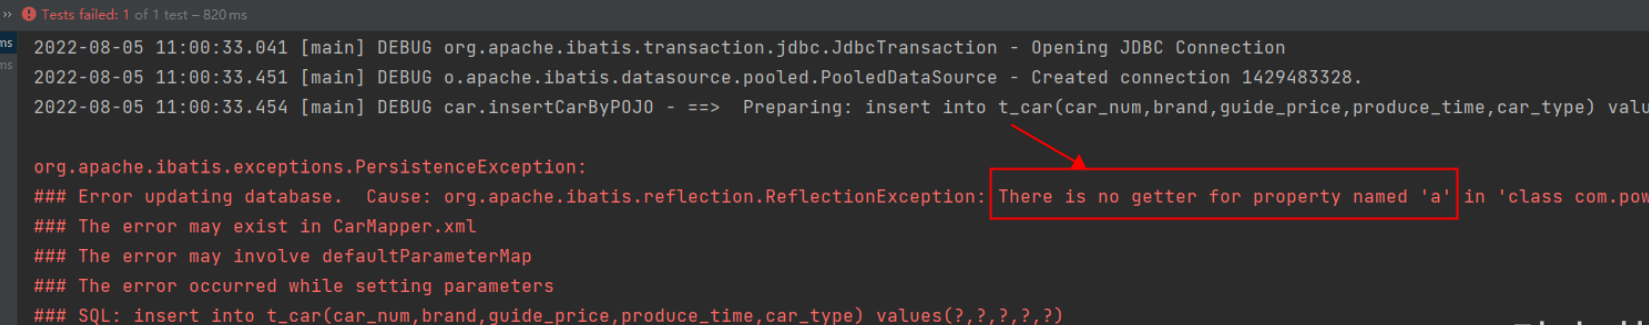 ›› Tests failed: 1 of 1 test – 820 ms
ms 2022-08-05 11:00:33.041 [main] DEBUG org.apache.ibatis.transaction.jdbc.JdbcTransaction - Opening JDBC Connection
ms 2022-08-05 11:00:33.451 [main] DEBUG o.apache.ibatis.datasource.pooled.PooledDataSource - Created connection 1429483328.
2022-08-05 11:00:33.454 [main] DEBUG car.insertCarByPOJO - ==>  Preparing: insert into t_car(car_num,brand,guide_price,produce_time,car_type) valu
org.apache.ibatis.exceptions.PersistenceException:
### Error updating database.  Cause: org.apache.ibatis.reflection.ReflectionException: There is no getter for property named 'a' in 'class com.pow
### The error may exist in CarMapper.xml
### The error may involve defaultParameterMap
### The error occurred while setting parameters
### SQL: insert into t_car(car_num,brand,guide_price,produce_time,car_type) values(?,?,?,?,?)